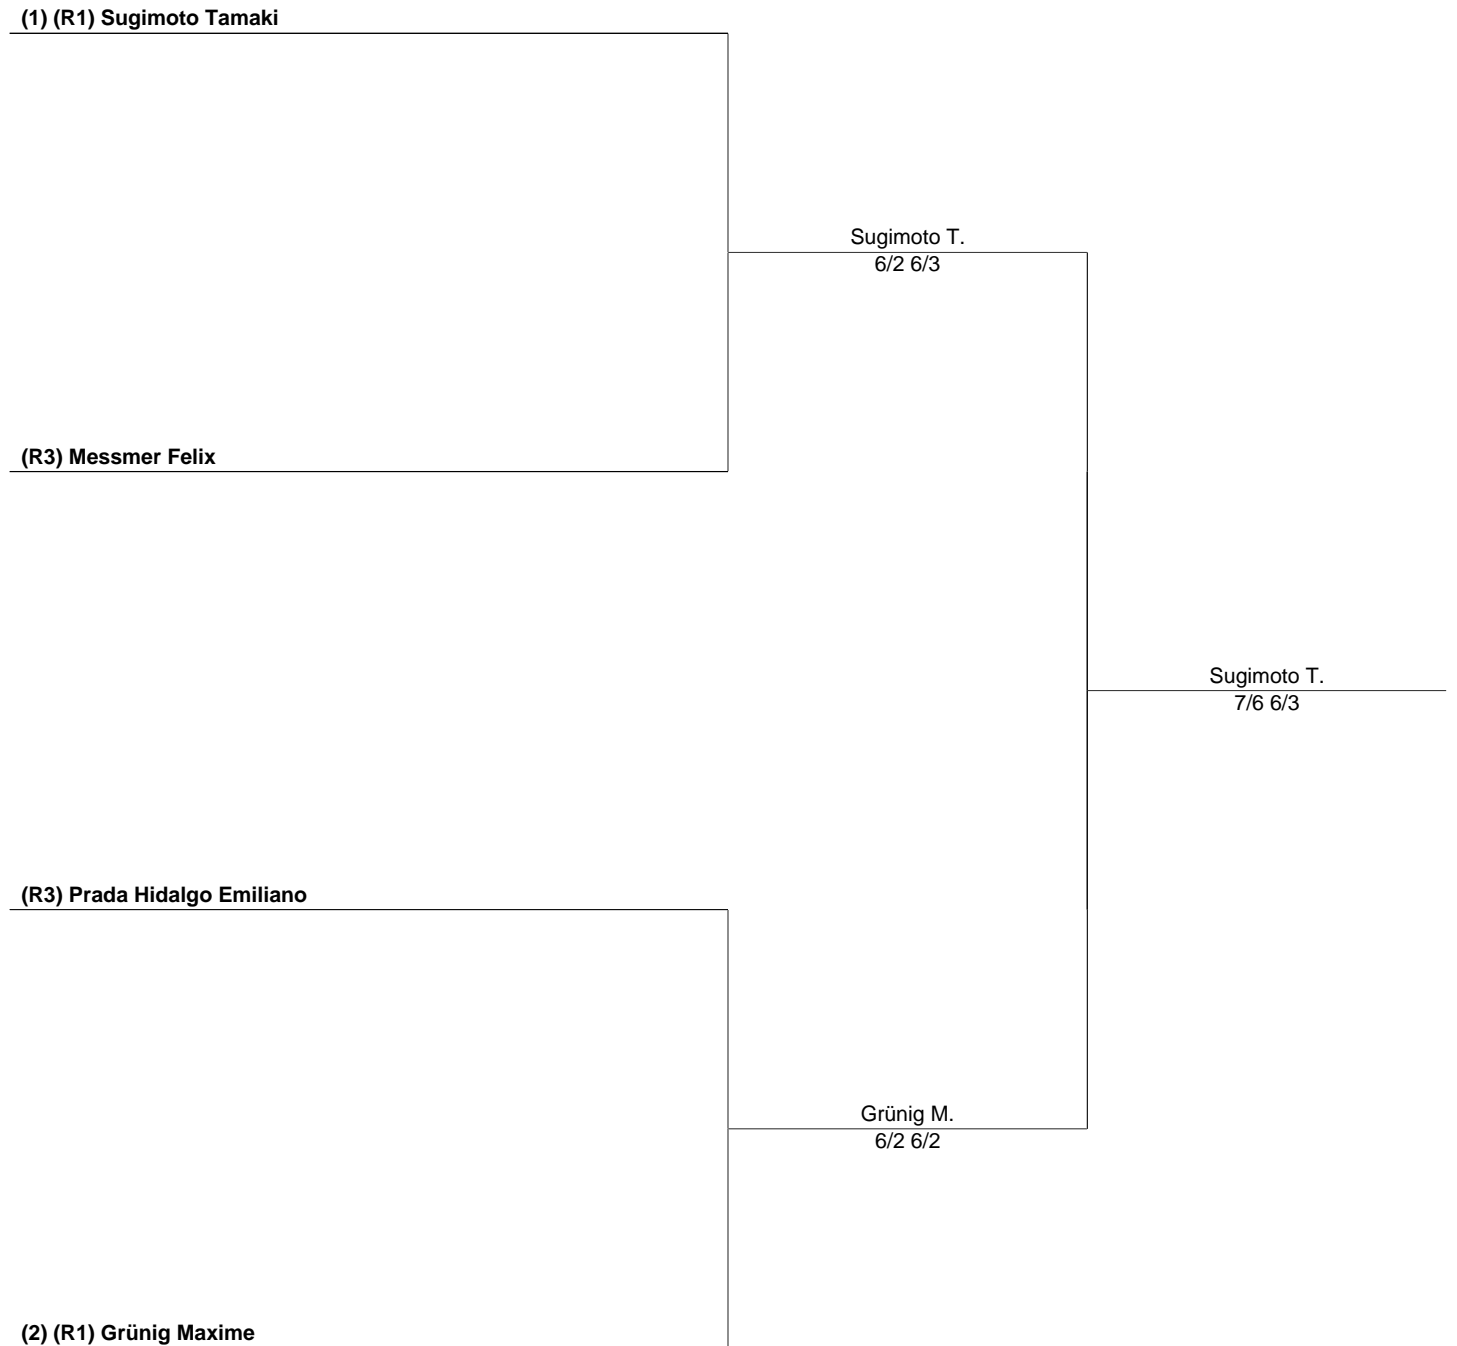 (1) (R1) Sugimoto Tamaki
Sugimoto T.
6/2 6/3
(R3) Messmer Felix
Sugimoto T.
7/6 6/3
(R3) Prada Hidalgo Emiliano
Grünig M.
6/2 6/2
(2) (R1) Grünig Maxime